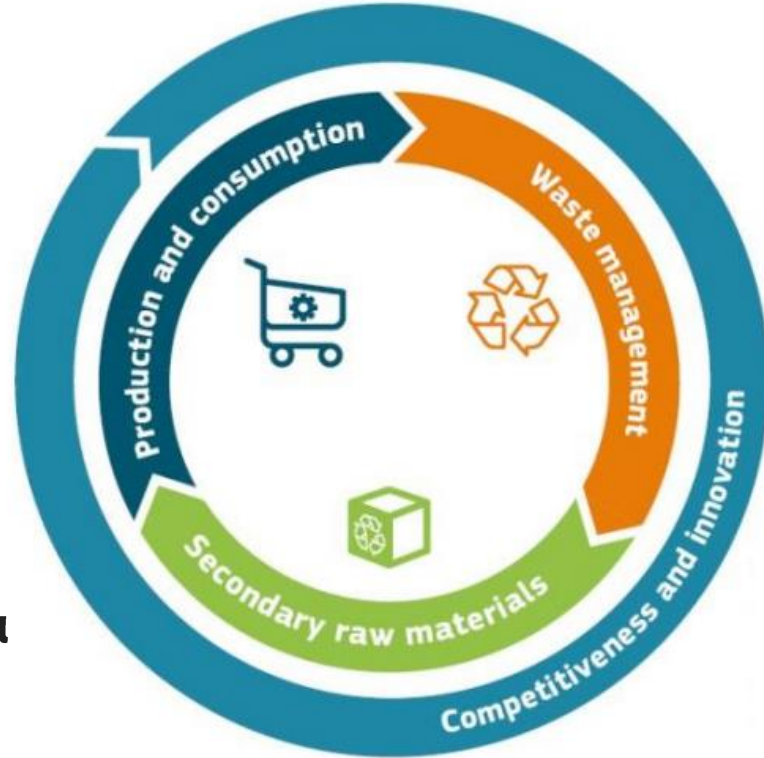 Production and consumption
Waste management
Secondary raw materials
Competitiveness and innovation